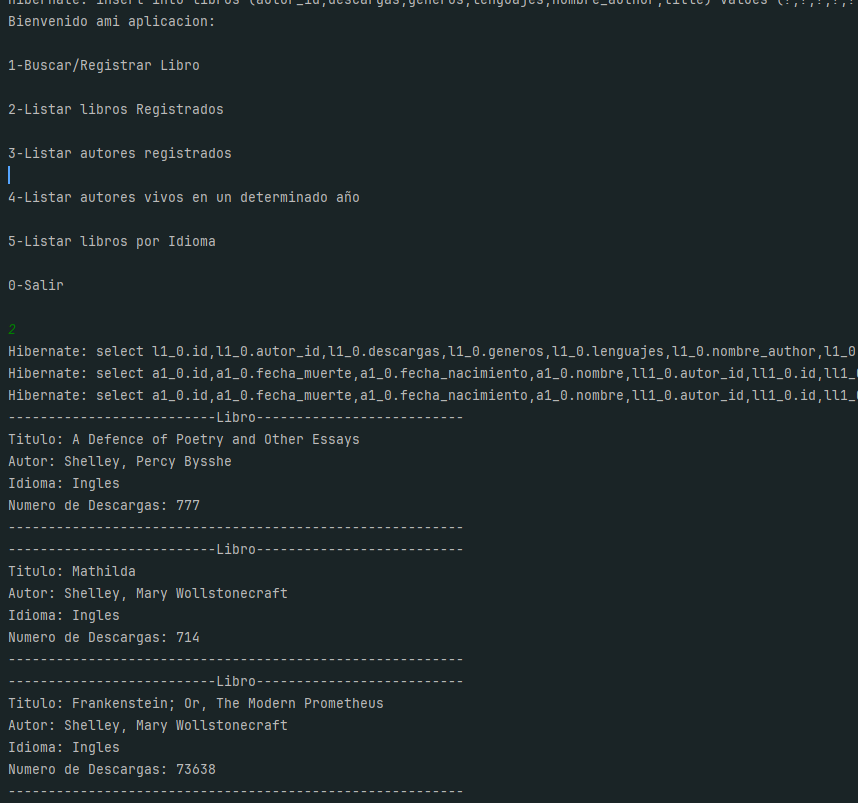 Hibernate: insert into libros (autor_id,descargas,generos,lenguajes,nombre_author,title) values (?,?,?,?,?
Bienvenido ami aplicacion:
1-Buscar/Registrar Libro
2-Listar libros Registrados
3-Listar autores registrados
4-Listar autores vivos en un determinado año
5-Listar libros por Idioma
0-Salir
2
Hibernate: select l1_0.id,l1_0.autor_id,l1_0.descargas,l1_0.generos,l1_0.lenguajes,l1_0.nombre_author,l1_0
Hibernate: select a1_0.id,a1_0.fecha_muerte,a1_0.fecha_nacimiento,a1_0.nombre,ll1_0.autor_id,ll1_0.id,ll1_0
Hibernate: select a1_0.id,a1_0.fecha_muerte,a1_0.fecha_nacimiento,a1_0.nombre,ll1_0.autor_id,ll1_0.id,ll1_0
--------------------------Libro--------------------------
Titulo: A Defence of Poetry and Other Essays
Autor: Shelley, Percy Bysshe
Idioma: Ingles
Numero de Descargas: 777
---------------------------------------------------------
--------------------------Libro--------------------------
Titulo: Mathilda
Autor: Shelley, Mary Wollstonecraft
Idioma: Ingles
Numero de Descargas: 714
---------------------------------------------------------
--------------------------Libro--------------------------
Titulo: Frankenstein; Or, The Modern Prometheus
Autor: Shelley, Mary Wollstonecraft
Idioma: Ingles
Numero de Descargas: 73638
---------------------------------------------------------